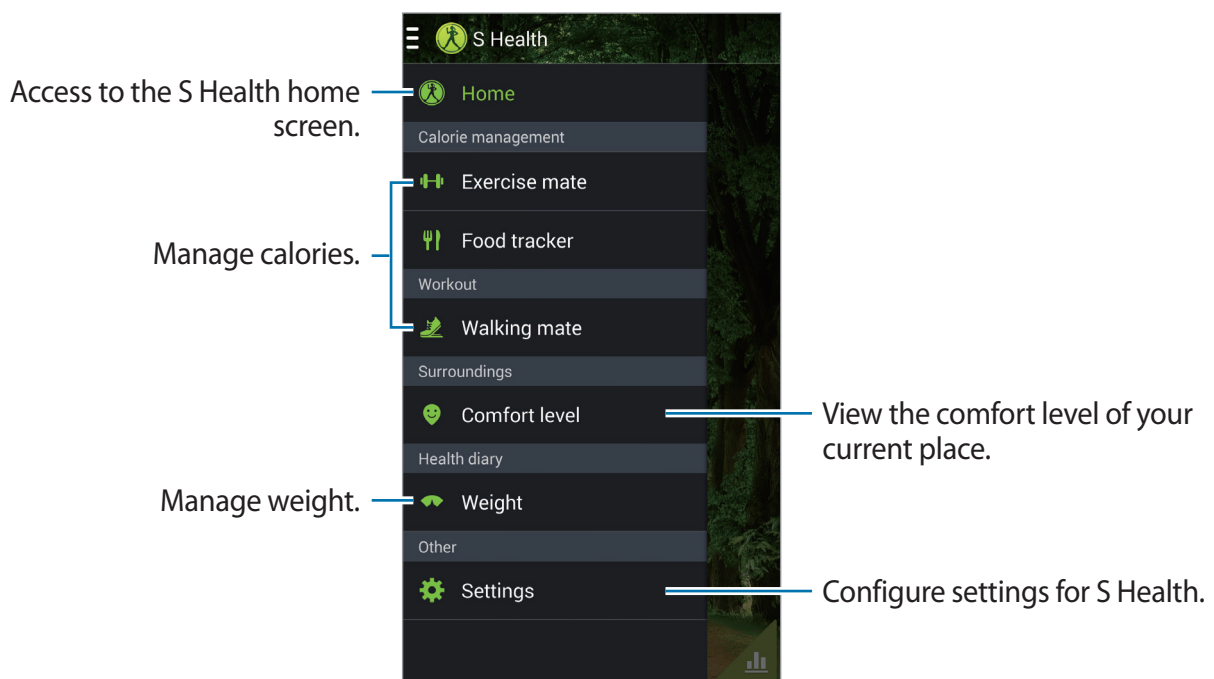 S Health
Access to the S Health home
screen.
Home
Calorie management
Exercise mate
Manage calories.
Food tracker
Workout
Walking mate
Surroundings
Comfort level
View the comfort level of your
current place.
Health diary
Manage weight.
Weight
Other
Settings
Configure settings for S Health.